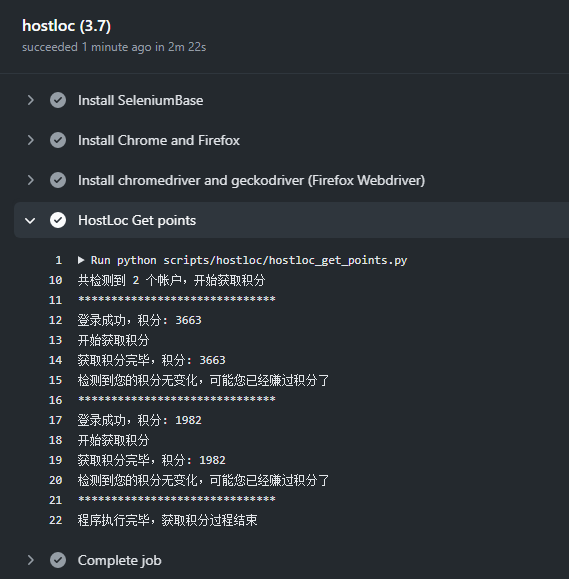 hostloc (3.7)
succeeded 1 minute ago in 2m 22s
Install SeleniumBase
Install Chrome and Firefox
Install chromedriver and geckodriver (Firefox Webdriver)
HostLoc Get points
1 ▶ Run python scripts/hostloc/hostloc_get_points.py
10 共检测到 2 个帐户，开始获取积分
11 ******************************
12 登录成功，积分: 3663
13 开始获取积分
14 获取积分完毕，积分: 3663
15 检测到您的积分无变化，可能您已经赚过积分了
16 ******************************
17 登录成功，积分: 1982
18 开始获取积分
19 获取积分完毕，积分: 1982
20 检测到您的积分无变化，可能您已经赚过积分了
21 ******************************
22 程序执行完毕，获取积分过程结束
Complete job